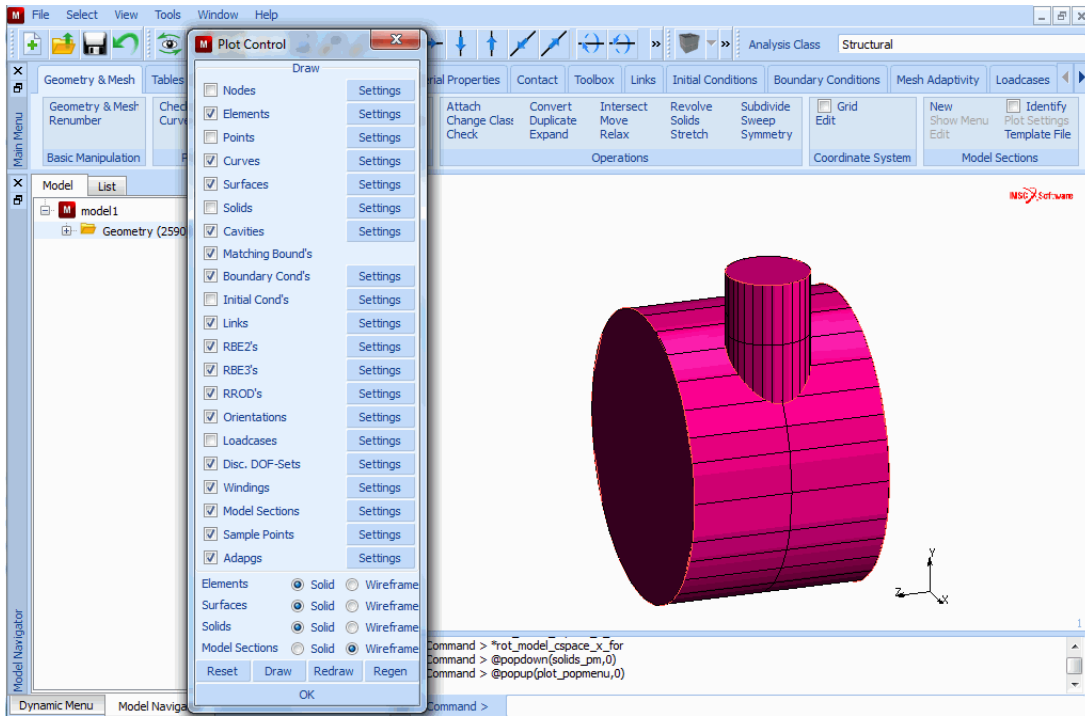 File Select View Tools Window Help
Plot Control
Analysis Class Structural
Geometry & Mesh Tables
Material Properties Contact Toolbox Links Initial Conditions Boundary Conditions Mesh Adaptivity Loadcases
Main Menu
Geometry & Mesh
Renumber
Basic Manipulation
Attach Convert Intersect Revolve Subdivide
Change Class Duplicate Move Solids Sweep
Check Expand Relax Stretch Symmetry
Operations
Grid
Edit
Coordinate System
New Identify
Show Menu Plot Settings
Edit Template File
Model Sections
Model List
model1
Geometry (2590
Draw
Nodes Settings
Elements Settings
Points Settings
Curves Settings
Surfaces Settings
Solids Settings
Cavities Settings
Matching Bound's
Boundary Cond's Settings
Initial Cond's Settings
Links Settings
RBE2's Settings
RBE3's Settings
RROD's Settings
Orientations Settings
Loadcases Settings
Disc. DOF-Sets Settings
Windings Settings
Model Sections Settings
Sample Points Settings
Adapgs Settings
Elements Solid Wireframe
Surfaces Solid Wireframe
Solids Solid Wireframe
Model Sections Solid Wireframe
Reset Draw Redraw Regen
OK
MSC Software
Y
Z
X
1
Model Navigator
Command > *rot_model_cspace_x_for
Command > @popdown(solids_pm,0)
Command > @popup(plot_popmenu,0)
Dynamic Menu Model Naviga
Command >